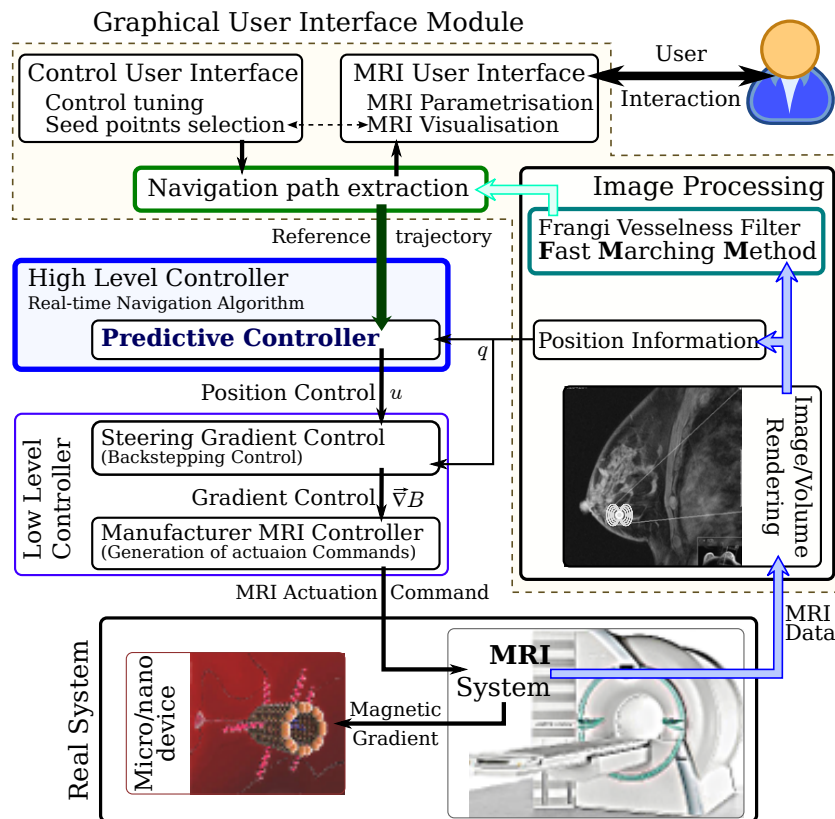 Graphical User Interface Module
Control User Interface
Control tuning
Seed poitnts selection
MRI User Interface
MRI Parametrisation
MRI Visualisation
User
Interaction
Navigation path extraction
Image Processing
Frangi Vesselness Filter
Fast Marching Method
Reference trajectory
High Level Controller
Real-time Navigation Algorithm
Predictive Controller
q
Position Information
Position Control u
Low Level
Controller
Steering Gradient Control
(Backstepping Control)
Gradient Control ∇⃗B
Manufacturer MRI Controller
(Generation of actuaion Commands)
Image/Volume
Rendering
MRI Actuation Command
MRI
Data
Real System
Micro/nano
device
Magnetic
Gradient
MRI
System